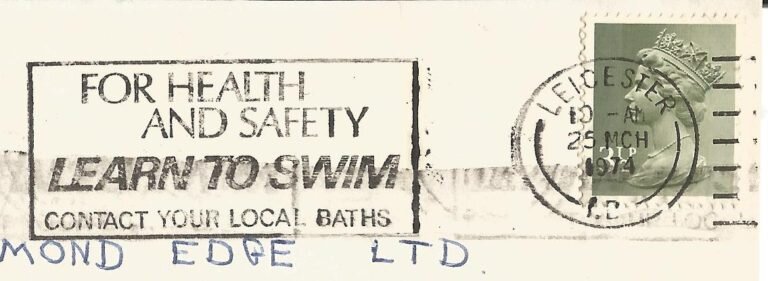 FOR HEALTH
AND SAFETY
LEARN TO SWIM
CONTACT YOUR LOCAL BATHS
LEICESTER
10 - AM
25 MCH
1974
MOND EDGE LTD